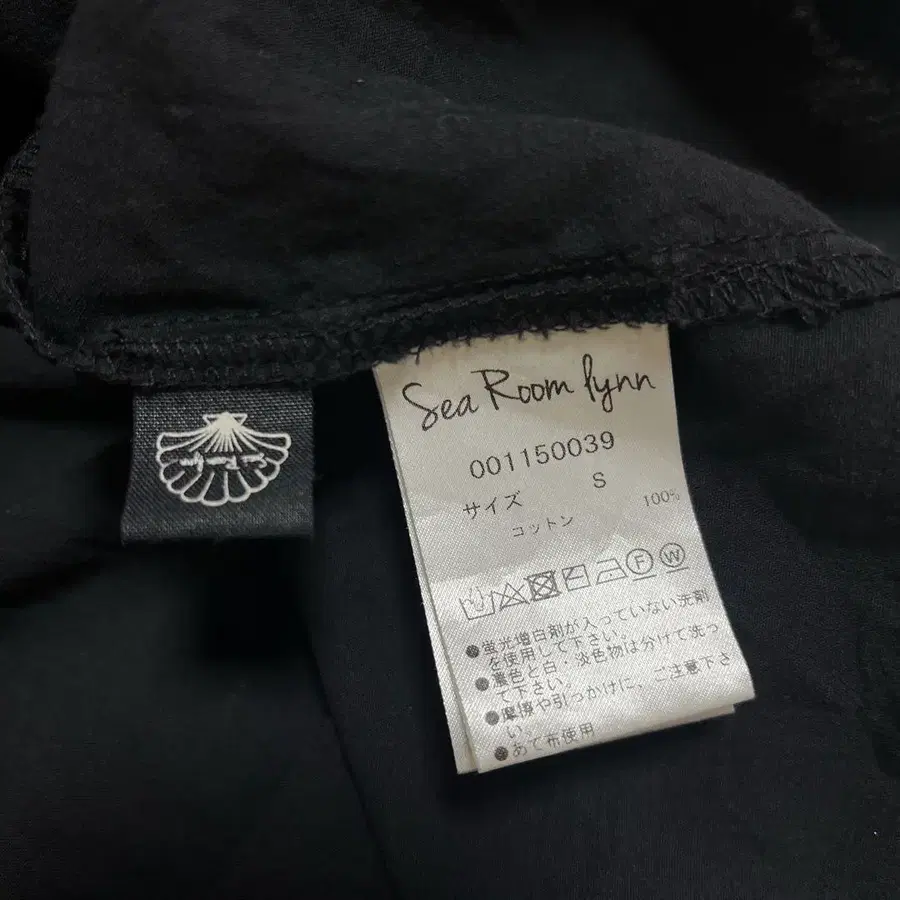 Sea Room lynn
001150039
サイズ S
コットン 100%
F W
●蛍光増白剤が入っていない洗剤
を使用して下さい。
●濃色と白・淡色物は分けて洗っ
て下さい。
●摩擦や引っかけに、ご注意下さ
い。
●あて布使用